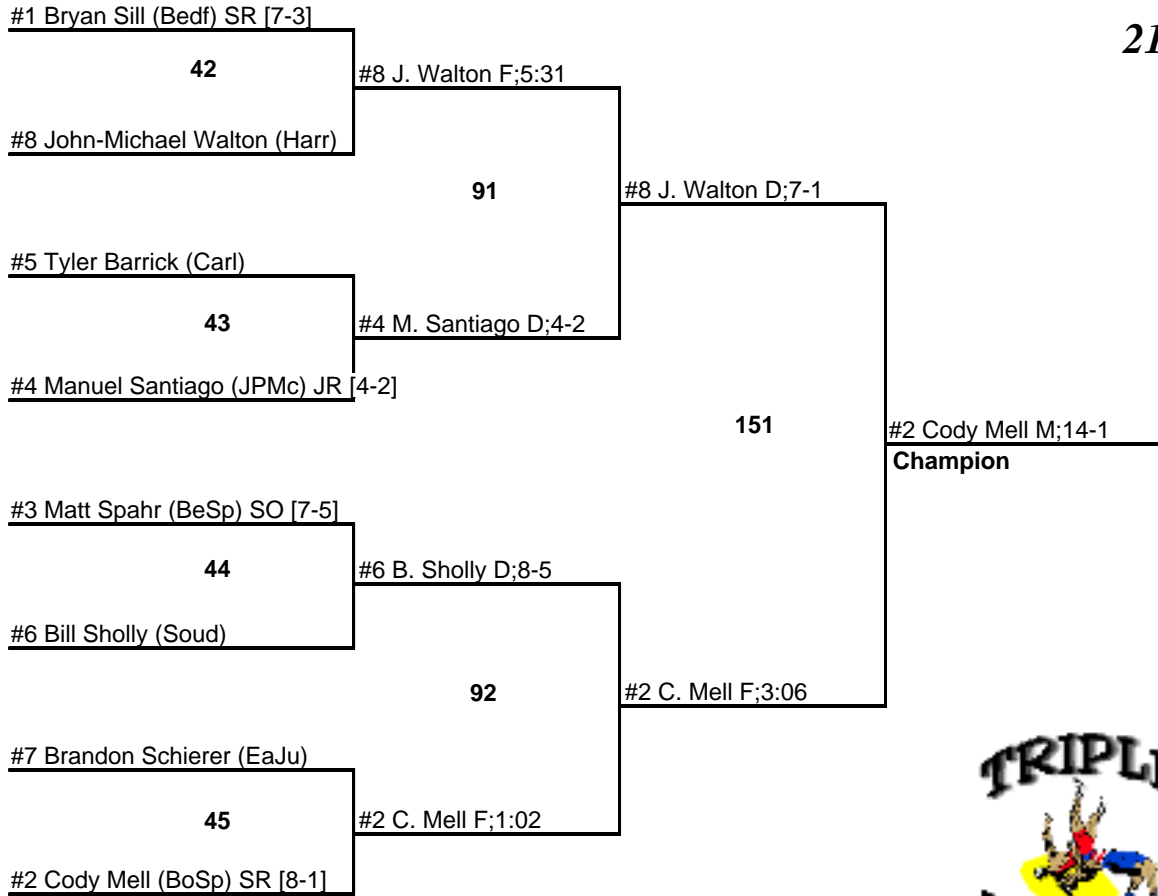 #1 Bryan Sill (Bedf) SR [7-3]
21
42
#8 J. Walton F;5:31
#8 John-Michael Walton (Harr)
91
#8 J. Walton D;7-1
#5 Tyler Barrick (Carl)
43
#4 M. Santiago D;4-2
#4 Manuel Santiago (JPMc) JR [4-2]
151
#2 Cody Mell M;14-1
Champion
#3 Matt Spahr (BeSp) SO [7-5]
44
#6 B. Sholly D;8-5
#6 Bill Sholly (Soud)
92
#2 C. Mell F;3:06
#7 Brandon Schierer (EaJu)
45
#2 C. Mell F;1:02
#2 Cody Mell (BoSp) SR [8-1]
TRIPL